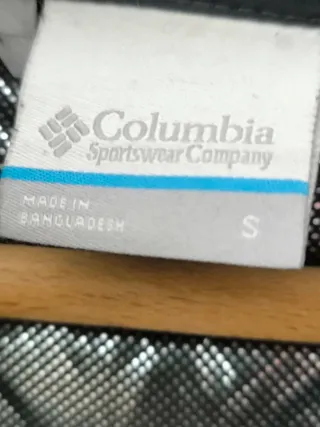 Columbia
Sportswear Company
MADE IN
BANGLADESH
S